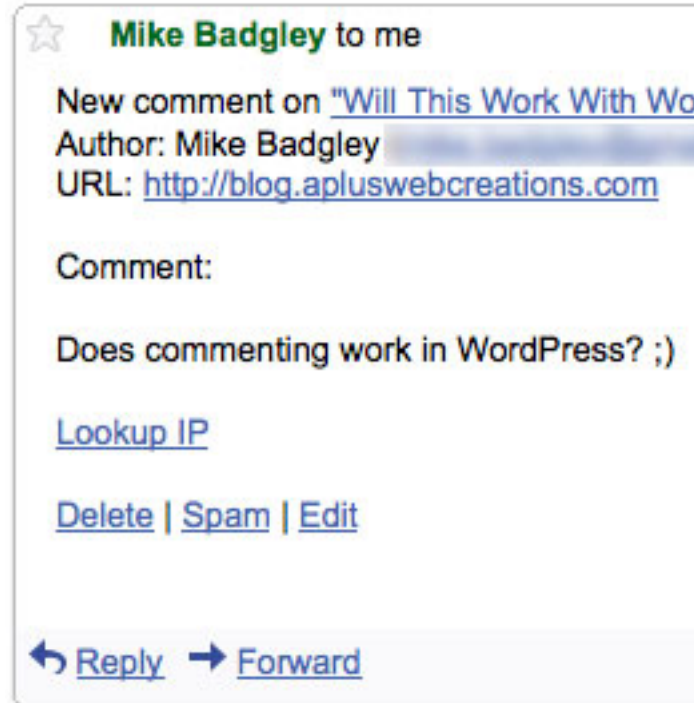 Mike Badgley to me
New comment on "Will This Work With Wo
Author: Mike Badgley
URL: http://blog.apluswebcreations.com
Comment:
Does commenting work in WordPress? ;)
Lookup IP
Delete | Spam | Edit
Reply Forward